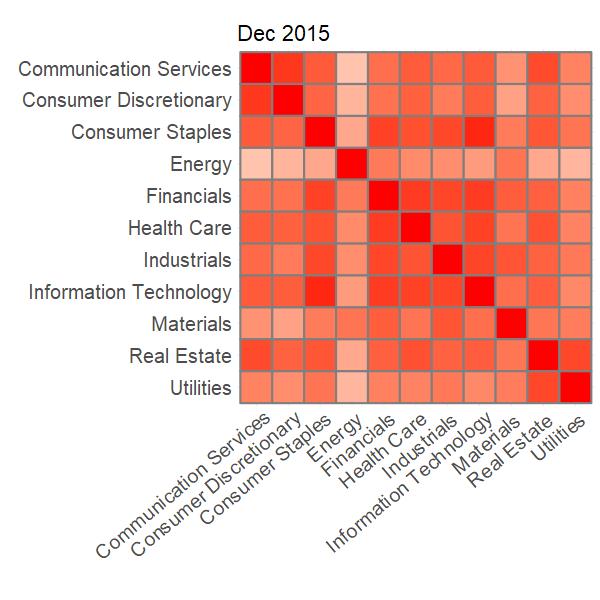 Dec 2015
Communication Services
Consumer Discretionary
Consumer Staples
Energy
Financials
Health Care
Industrials
Information Technology
Materials
Real Estate
Utilities
Communication Services
Consumer Discretionary
Consumer Staples
Energy
Financials
Health Care
Industrials
Information Technology
Materials
Real Estate
Utilities